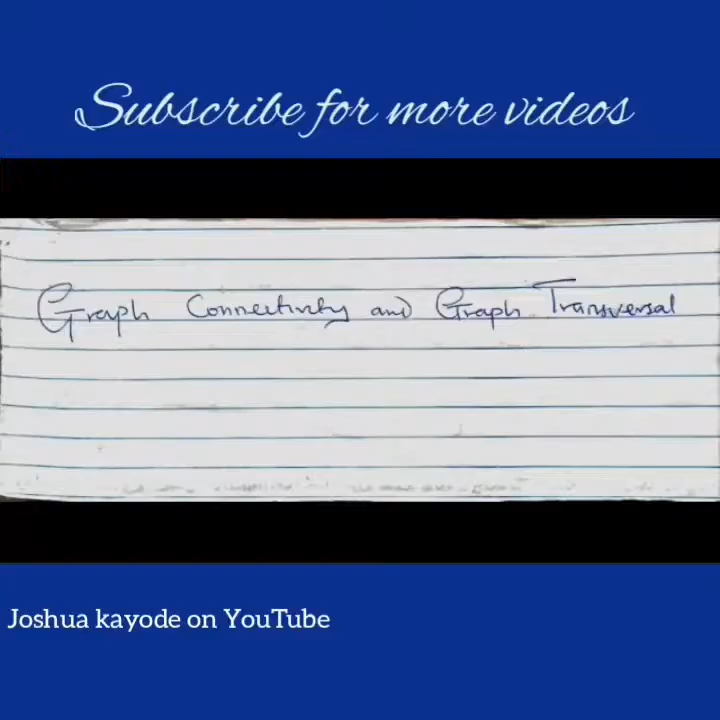 Subscribe for more videos
Graph Connectivity and Graph Transversal
Joshua kayode on YouTube